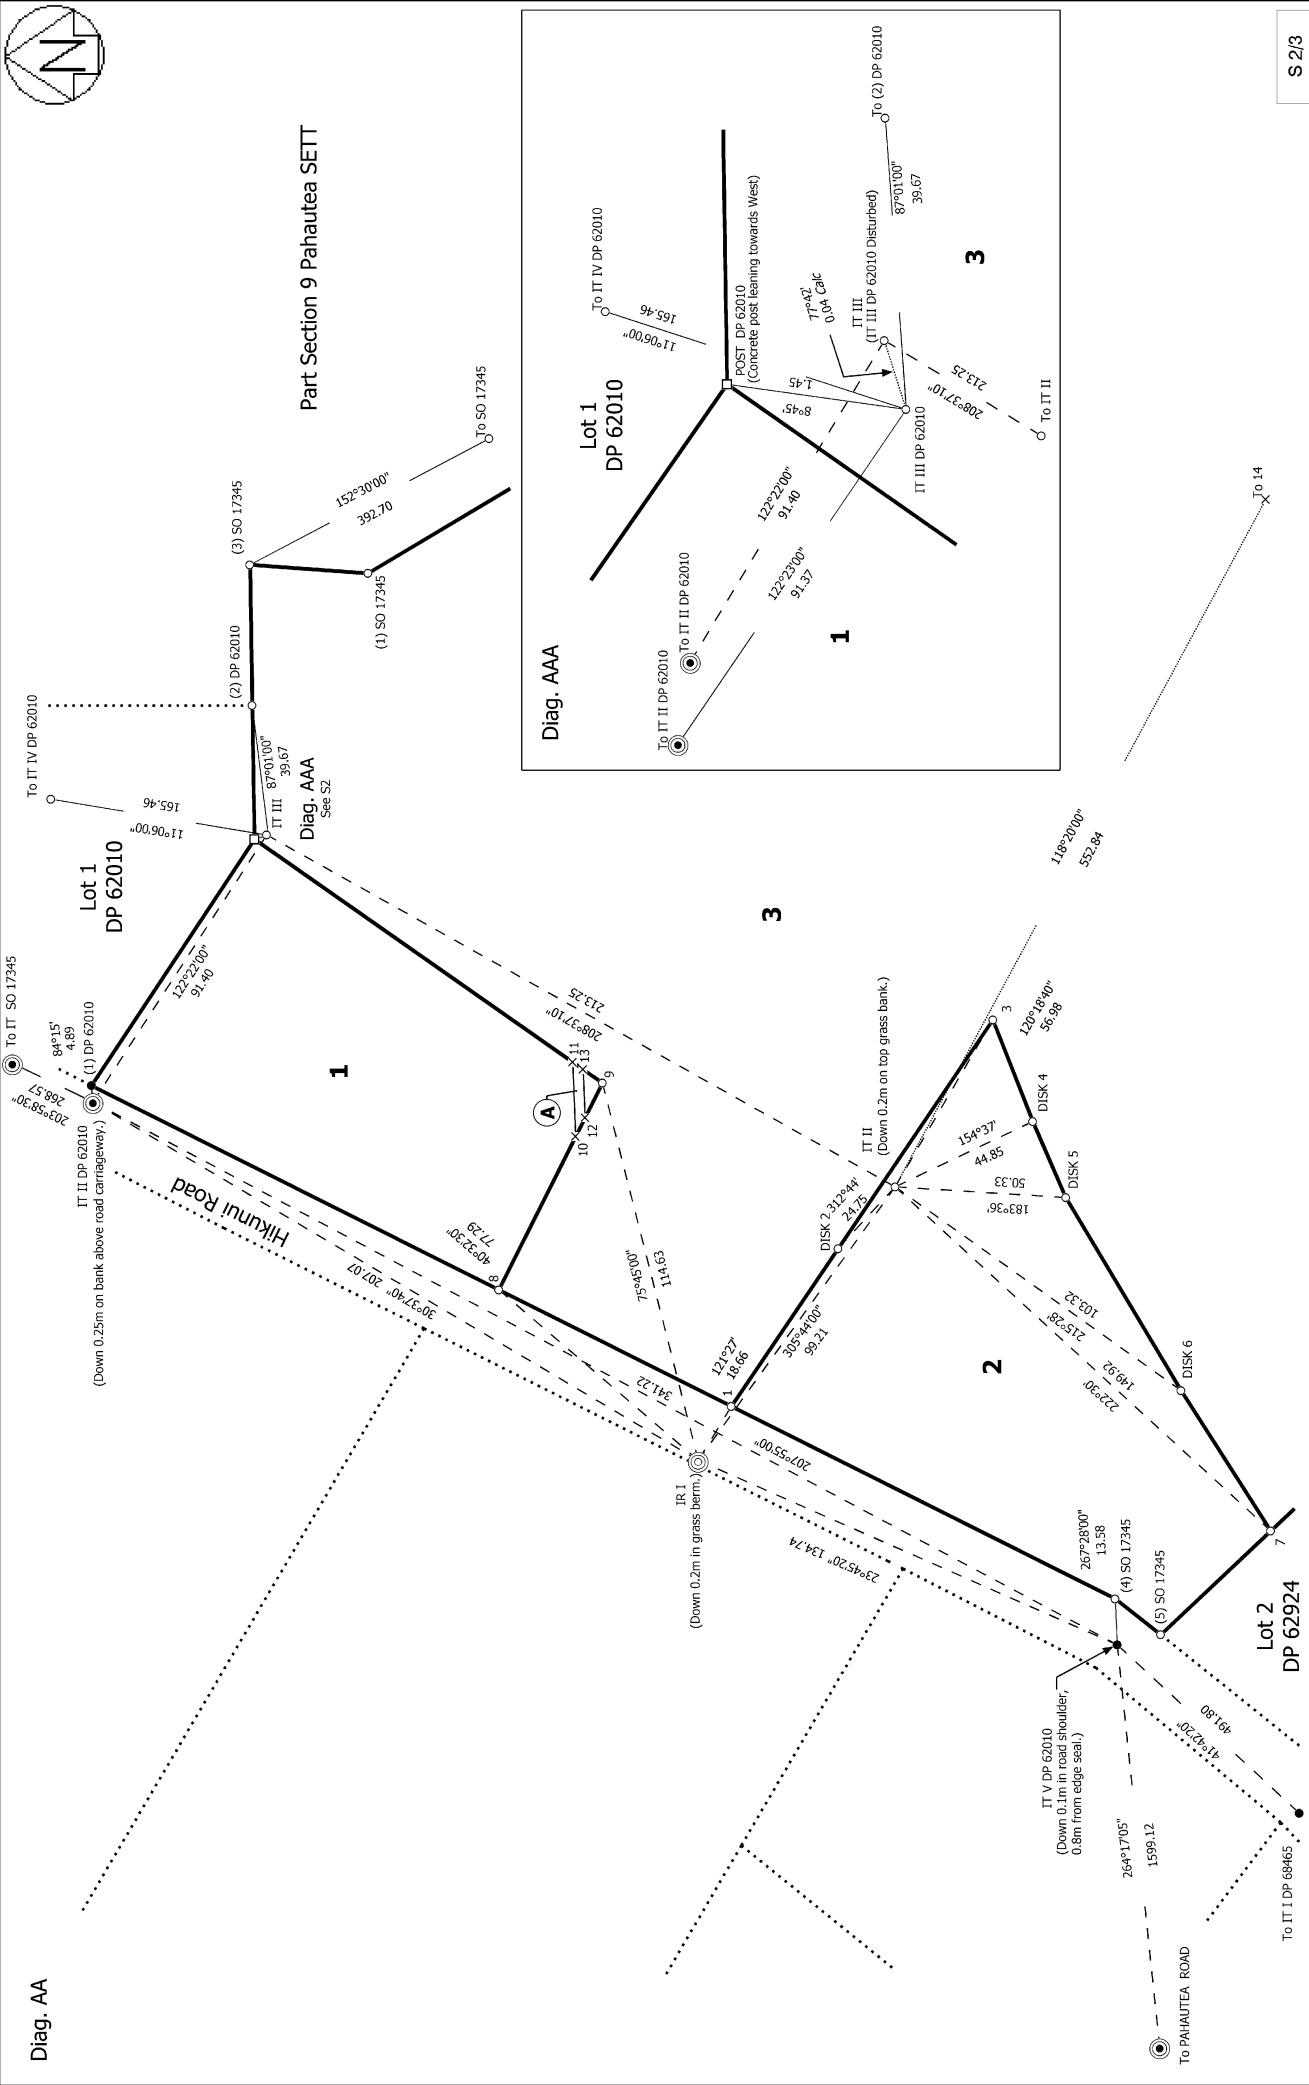 Diag. AA
N
Part Section 9 Pahautea SETT
Lot 1
DP 62010
To IT SO 17345
203°58'30"
268.57
84°15'
4.89
(1) DP 62010
IT II DP 62010
(Down 0.25m on bank above road carriageway.)
122°22'00"
91.40
To IT IV DP 62010
11°06'00"
165.46
87°01'00"
39.67
IT III
Diag. AAA
See S2
(2) DP 62010
(3) SO 17345
(1) SO 17345
152°30'00"
392.70
To SO 17345
Hikunui Road
30°37'40"
207.07
1
8
40°32'30"
77.29
10
12
A
11
13
9
208°37'10"
213.25
75°45'00"
114.63
341.22
207°55'00"
IR I
(Down 0.2m in grass berm.)
23°45'20" 134.74
1
121°27'
18.66
305°44'00"
99.21
DISK 2
312°44'
24.75
IT II
(Down 0.2m on top grass bank.)
3
3
120°18'40"
56.98
118°20'00"
552.84
To 14
154°37'
44.85
DISK 4
183°36'
50.33
DISK 5
215°28'
103.32
DISK 6
222°30'
149.92
2
7
Lot 2
DP 62924
267°28'00"
13.58
(4) SO 17345
(5) SO 17345
IT V DP 62010
(Down 0.1m in road shoulder,
0.8m from edge seal.)
264°17'05"
1599.12
To PAHAUTEA ROAD
41°42'20"
491.80
To IT I DP 68465
Diag. AAA
To IT II DP 62010
To IT II DP 62010
122°22'00"
91.40
122°23'00"
91.37
1
Lot 1
DP 62010
To IT IV DP 62010
11°06'00"
165.46
POST DP 62010
(Concrete post leaning towards West)
8°45'
1.45
77°42'
0.04 Calc
IT III
(IT III DP 62010 Disturbed)
IT III DP 62010
87°01'00"
39.67
To (2) DP 62010
208°37'10"
213.25
To IT II
3
S 2/3